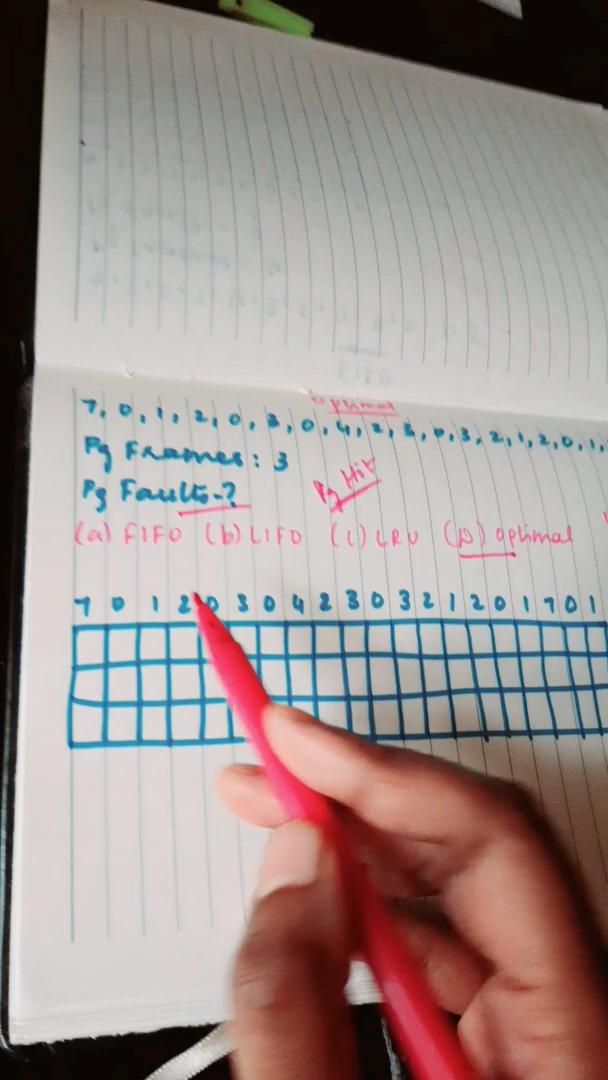 Optimal
7, 0, 1, 2, 0, 3, 0, 4, 2, 3, 0, 3, 2, 1, 2, 0, 1,
Pg Frames: 3
Pg Faults-?
Pg Hit
(a) FIFO (b) LIFO (c) LRU (D) optimal
7 0 1 2 0 3 0 4 2 3 0 3 2 1 2 0 1 7 0 1